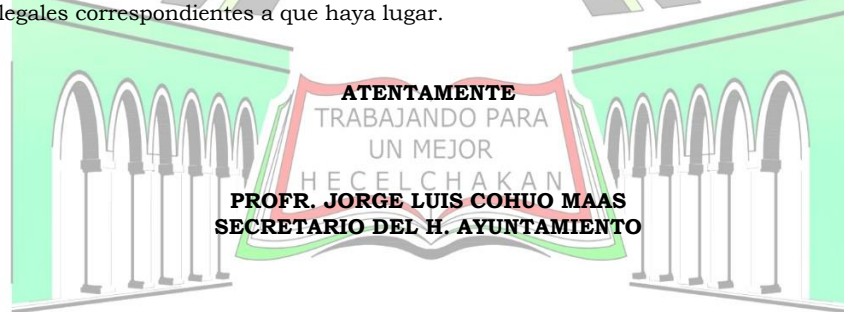 legales correspondientes a que haya lugar.
ATENTAMENTE
TRABAJANDO PARA
UN MEJOR
HECELCHAKAN
PROFR. JORGE LUIS COHUO MAAS
SECRETARIO DEL H. AYUNTAMIENTO